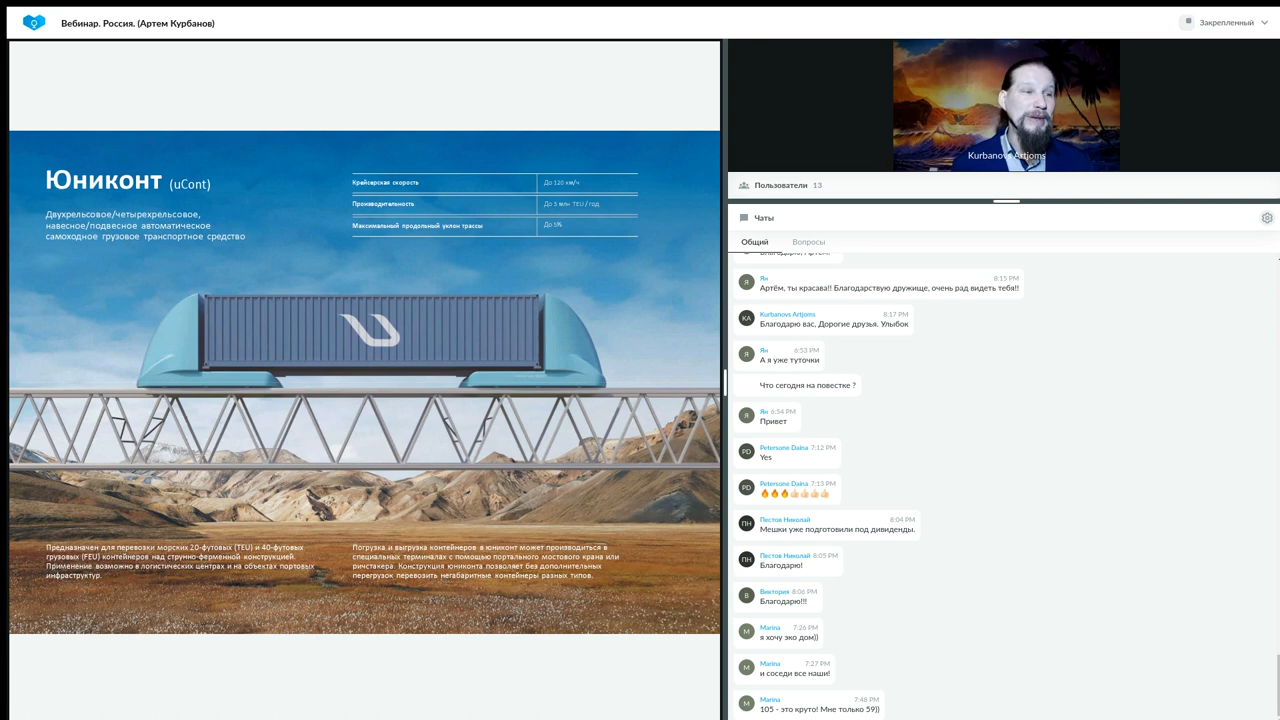 Вебинар. Россия. (Артем Курбанов)
Закрепленный
Юниконт (uCont)
Двухрельсовое/четырехрельсовое,
навесное/подвесное автоматическое
самоходное грузовое транспортное средство
Крейсерская скорость До 120 км/ч
Производительность До 5 млн TEU / год
Максимальный продольный уклон трассы До 5%
Предназначен для перевозки морских 20-футовых (TEU) и 40-футовых
грузовых (FEU) контейнеров над струнно-ферменной конструкцией.
Применение возможно в логистических центрах и на объектах портовых
инфраструктур.
Погрузка и выгрузка контейнеров в юниконт может производиться в
специальных терминалах с помощью портального мостового крана или
ричстакера. Конструкция юниконта позволяет без дополнительных
перегрузок перевозить негабаритные контейнеры разных типов.
Kurbanovs Artjoms
Пользователи 13
Чаты
Общий Вопросы
Я
Ян 8:15 PM
Артём, ты красава!! Благодарствую дружище, очень рад видеть тебя!!
KA
Kurbanovs Artjoms 8:17 PM
Благодарю вас, Дорогие друзья. Улыбок
Я
Ян 6:53 PM
А я уже туточки
Что сегодня на повестке ?
Я
Ян 6:54 PM
Привет
PD
Petersone Daina 7:12 PM
Yes
PD
Petersone Daina 7:13 PM
🔥🔥🔥👍🏻👍🏻👍🏻👍🏻
ПН
Пестов Николай 8:04 PM
Мешки уже подготовили под дивиденды.
ПН
Пестов Николай 8:05 PM
Благодарю!
В
Виктория 8:06 PM
Благодарю!!!
M
Marina 7:26 PM
я хочу эко дом))
M
Marina 7:27 PM
и соседи все наши!
M
Marina 7:48 PM
105 - это круто! Мне только 59))